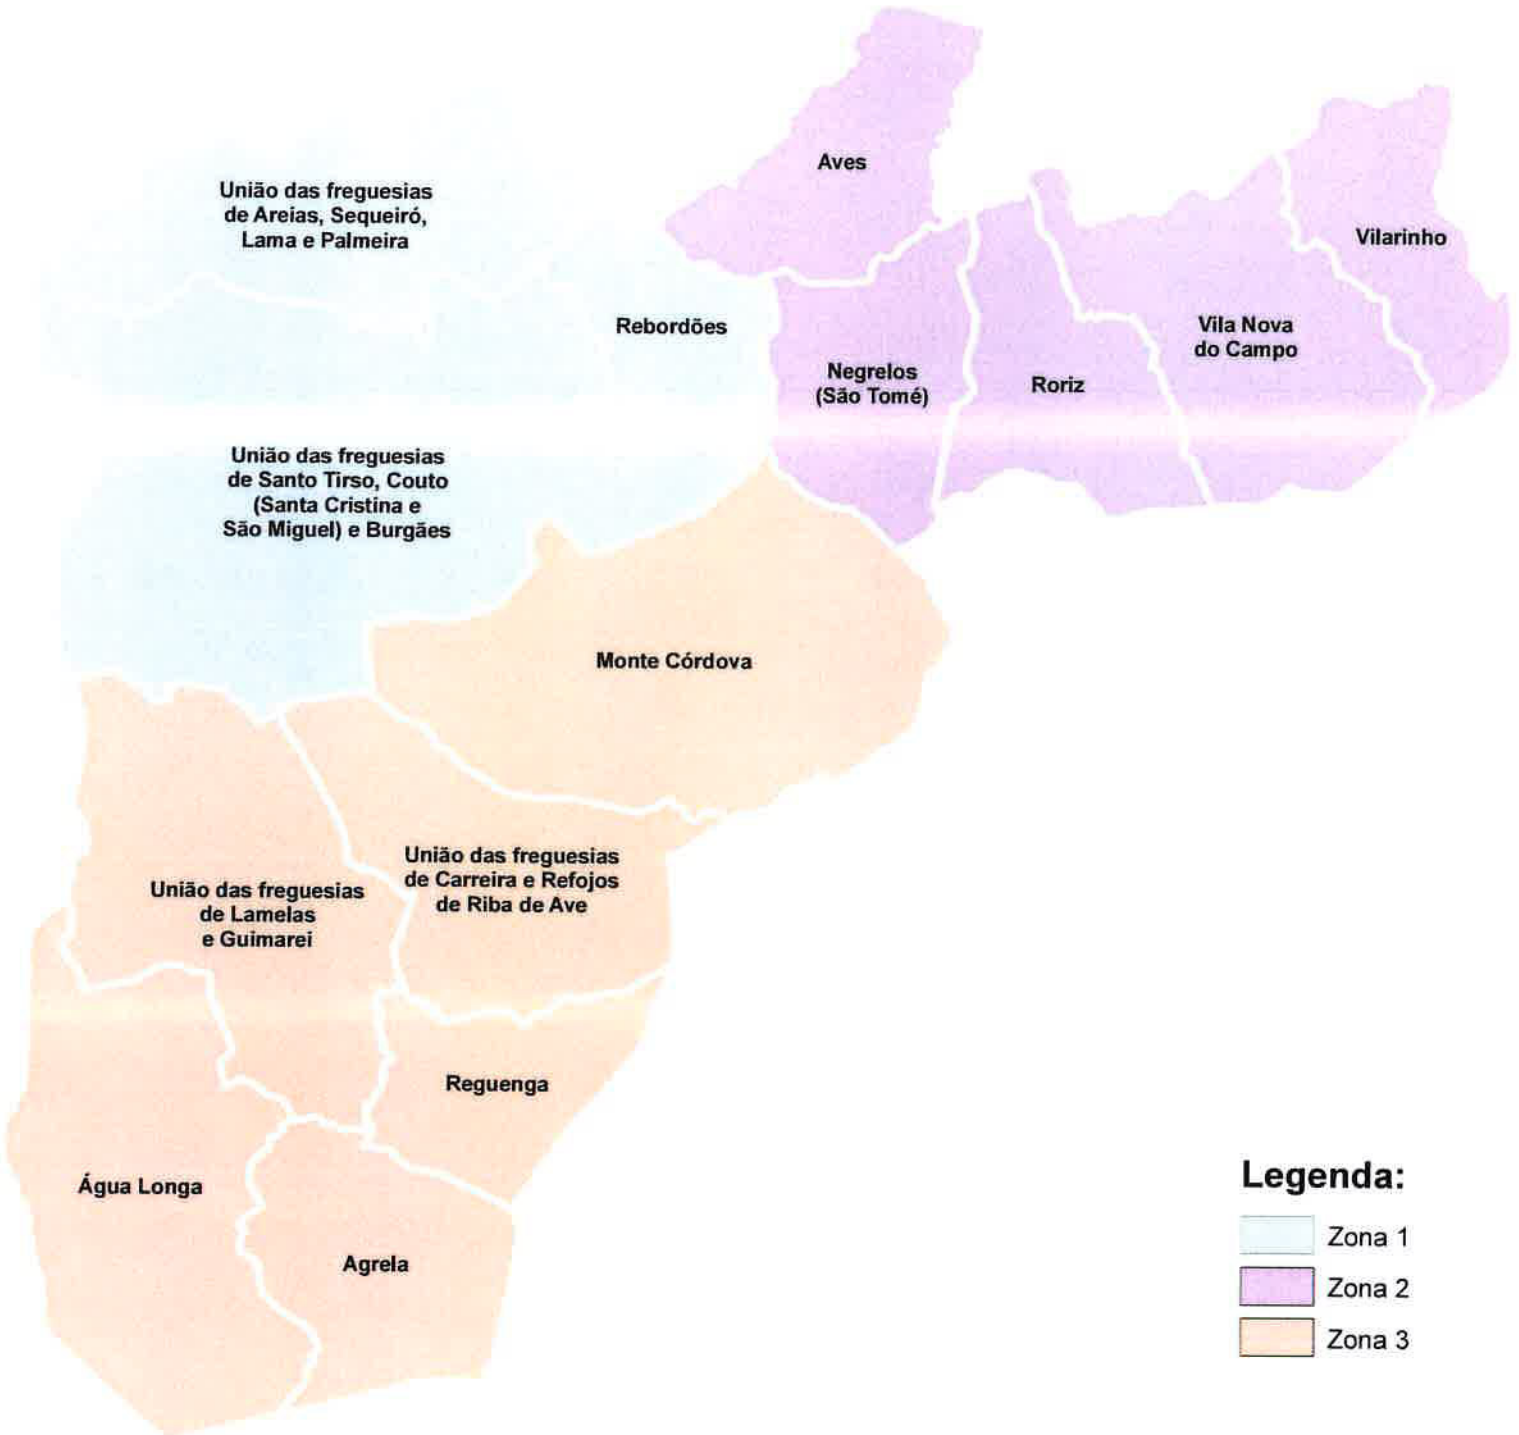 Aves
União das freguesias
de Areias, Sequeiró,
Lama e Palmeira
Vilarinho
Rebordões
Vila Nova
do Campo
Negrelos
(São Tomé)
Roriz
União das freguesias
de Santo Tirso, Couto
(Santa Cristina e
São Miguel) e Burgães
Monte Córdova
União das freguesias
de Carreira e Refojos
de Riba de Ave
União das freguesias
de Lamelas
e Guimarei
Reguenga
Água Longa
Agrela
Legenda:
Zona 1
Zona 2
Zona 3